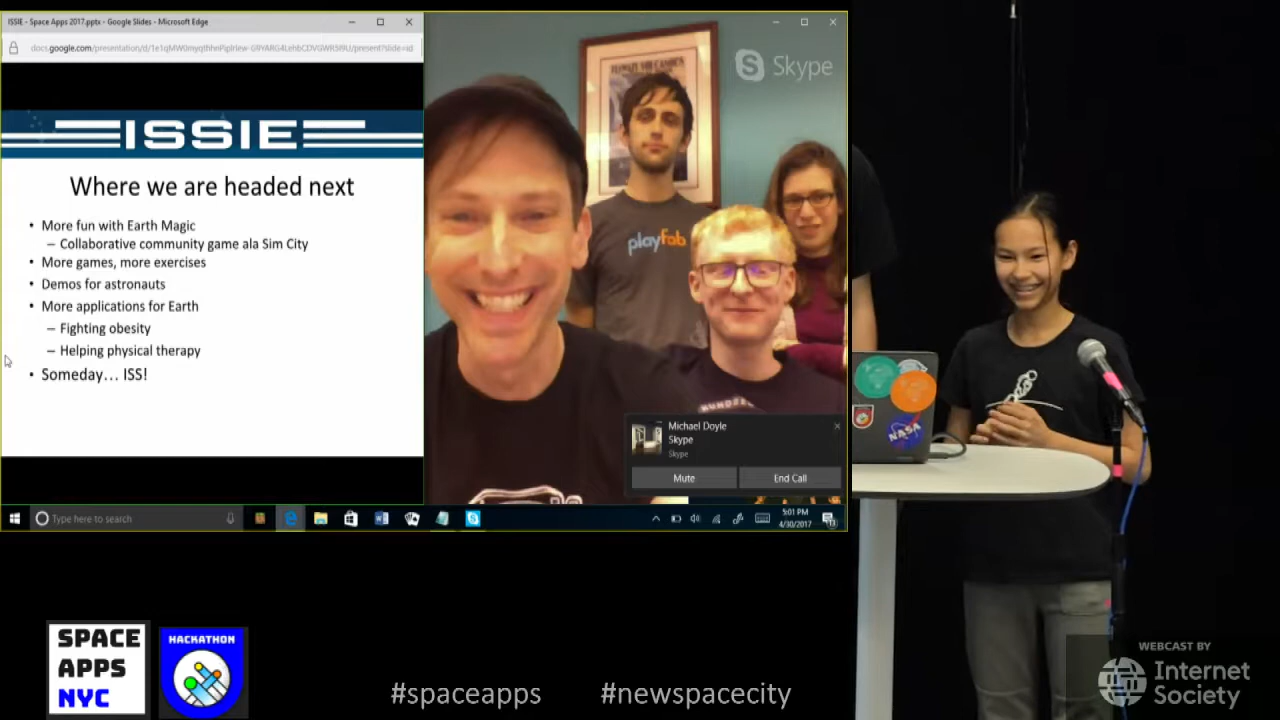 ISSIE - Space Apps 2017.pptx - Google Slides - Microsoft Edge
ISSIE
Where we are headed next
• More fun with Earth Magic
– Collaborative community game ala Sim City
• More games, more exercises
• Demos for astronauts
• More applications for Earth
– Fighting obesity
– Helping physical therapy
• Someday... ISS!
Type here to search
Skype
playfab
Michael Doyle
Skype
Skype
Mute
End Call
5:01 PM
4/30/2017
NASA
SPACE
APPS
NYC
HACKATHON
#spaceapps #newspacecity
WEBCAST BY
Internet
Society